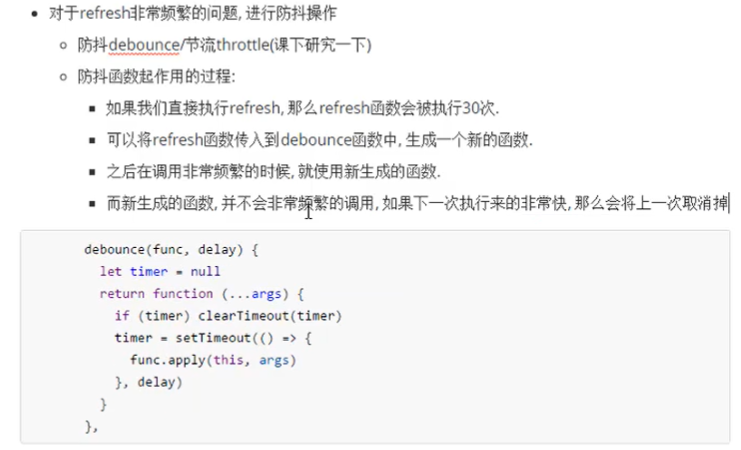 对于refresh非常频繁的问题, 进行防抖操作
防抖debounce/节流throttle(课下研究一下)
防抖函数起作用的过程:
如果我们直接执行refresh, 那么refresh函数会被执行30次.
可以将refresh函数传入到debounce函数中, 生成一个新的函数.
之后在调用非常频繁的时候, 就使用新生成的函数.
而新生成的函数, 并不会非常频繁的调用, 如果下一次执行来的非常快, 那么会将上一次取消掉
debounce(func, delay) {
let timer = null
return function (...args) {
if (timer) clearTimeout(timer)
timer = setTimeout(() => {
func.apply(this, args)
}, delay)
}
},